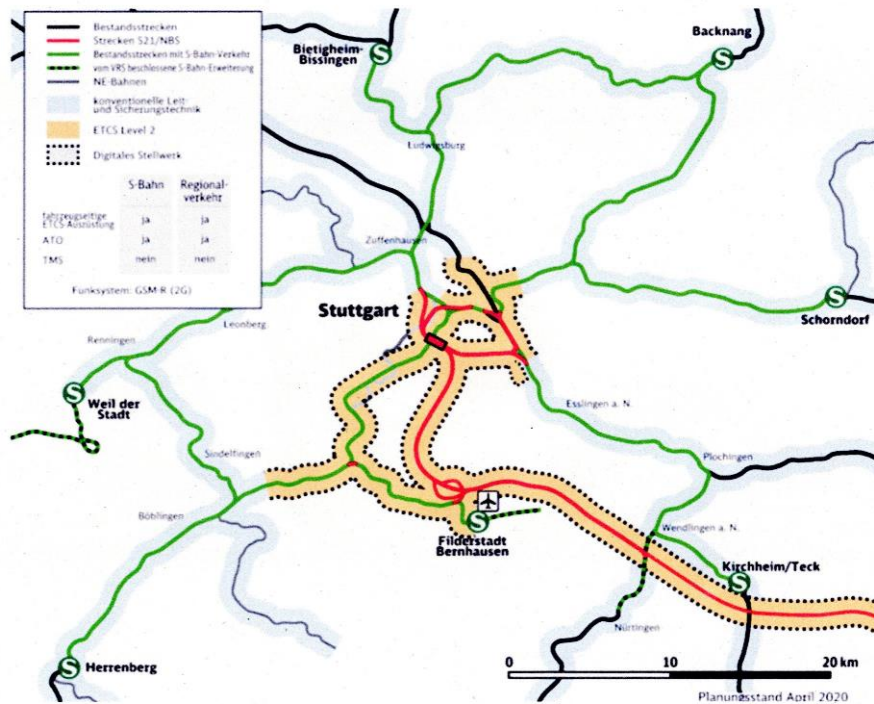 Bestandsstrecken
Strecken S21/NBS
Bestandsstrecken mit S-Bahn-Verkehr
vom VRS beschlossene S-Bahn-Erweiterung
NE-Bahnen
konventionelle Leit-
und Sicherungstechnik
ETCS Level 2
Digitales Stellwerk
S-Bahn Regional-
verkehr
fahrzeugseitige
ETCS-Ausrüstung ja ja
ATO ja ja
TMS nein nein
Funksystem: GSM-R (2G)
S
Bietigheim-
Bissingen
Backnang
S
Ludwigsburg
Zuffenhausen
Stuttgart
S
Schorndorf
Leonberg
Renningen
S
Weil der
Stadt
Esslingen a. N.
Sindelfingen
Plochingen
Böblingen
S
Filderstadt
Bernhausen
Wendlingen a. N.
Kirchheim/Teck
S
Nürtingen
S
Herrenberg
0 10 20 km
Planungsstand April 2020